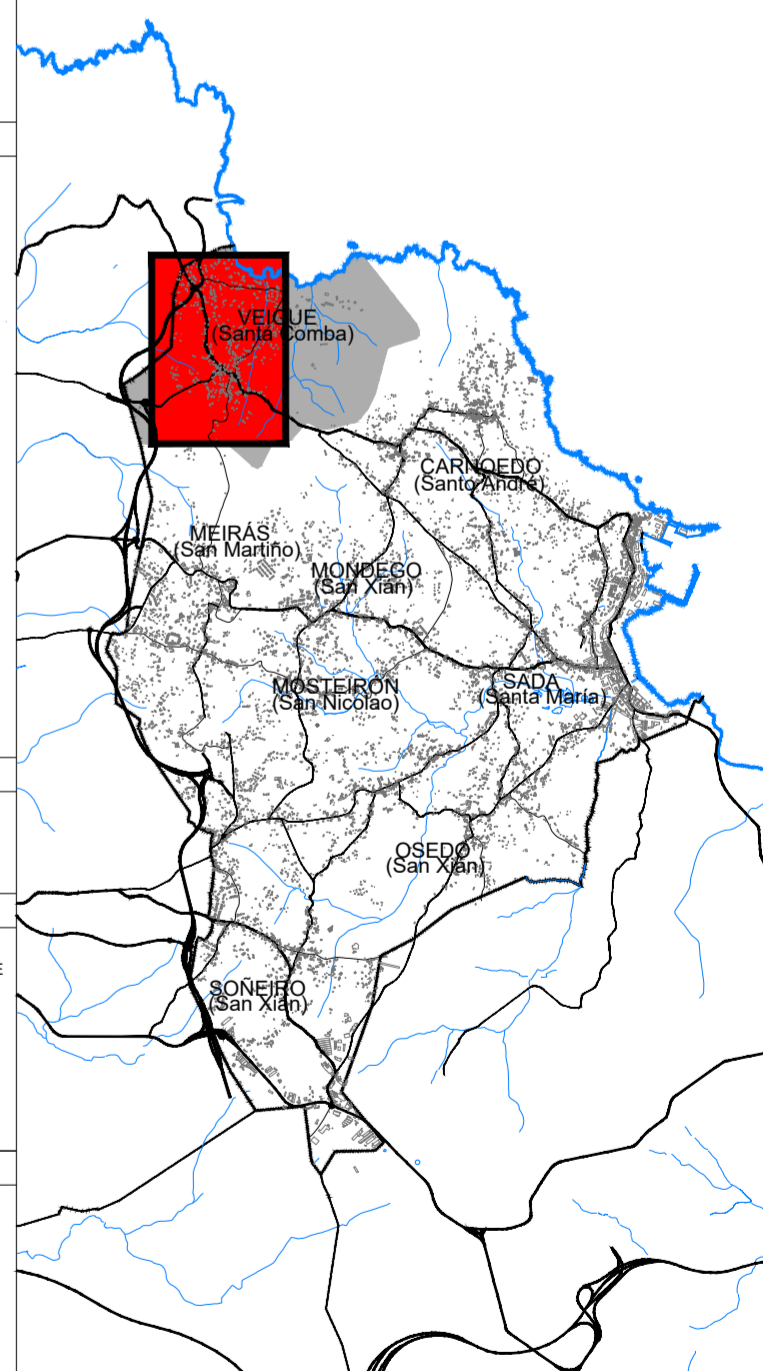 VEIGUE
(Santa Comba)
CARNOEDO
(Santo André)
MEIRÁS
(San Martiño)
MONDEGO
(San Xián)
MOSTEIRÓN
(San Nicolao)
SADA
(Santa María)
OSEDO
(San Xián)
E
SOÑEIRO
(San Xián)